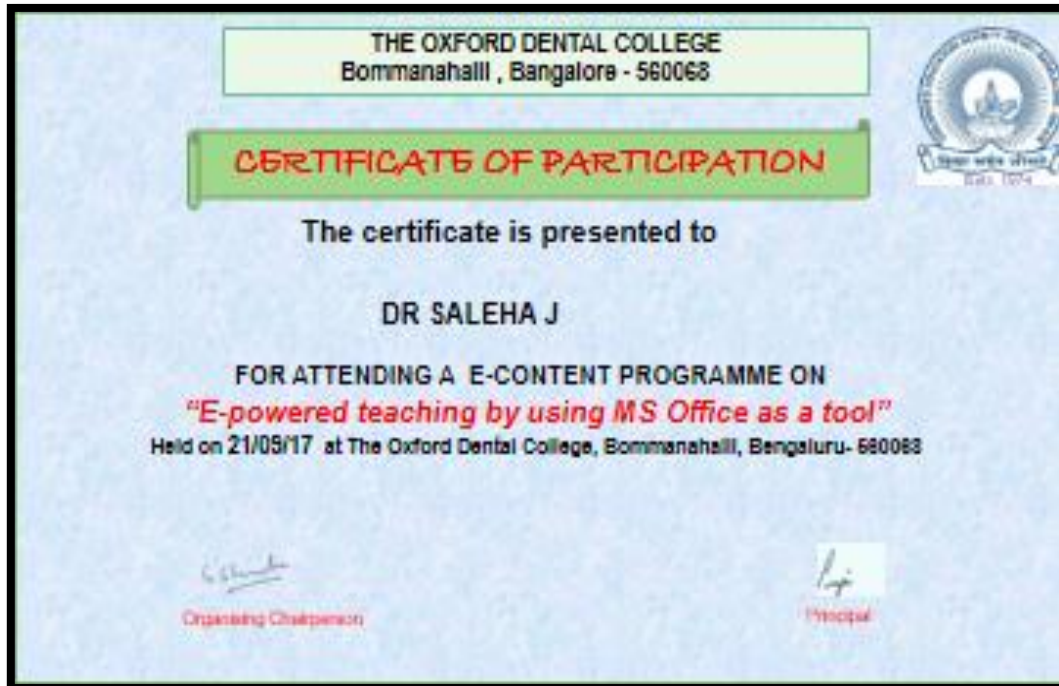 THE OXFORD DENTAL COLLEGE
Bommanahalli , Bangalore - 560068
CERTIFICATE OF PARTICIPATION
The certificate is presented to
DR SALEHA J
FOR ATTENDING A E-CONTENT PROGRAMME ON
"E-powered teaching by using MS Office as a tool"
Held on 21/09/17 at The Oxford Dental College, Bommanahalli, Bengaluru- 560068
Organising Chairperson
Principal